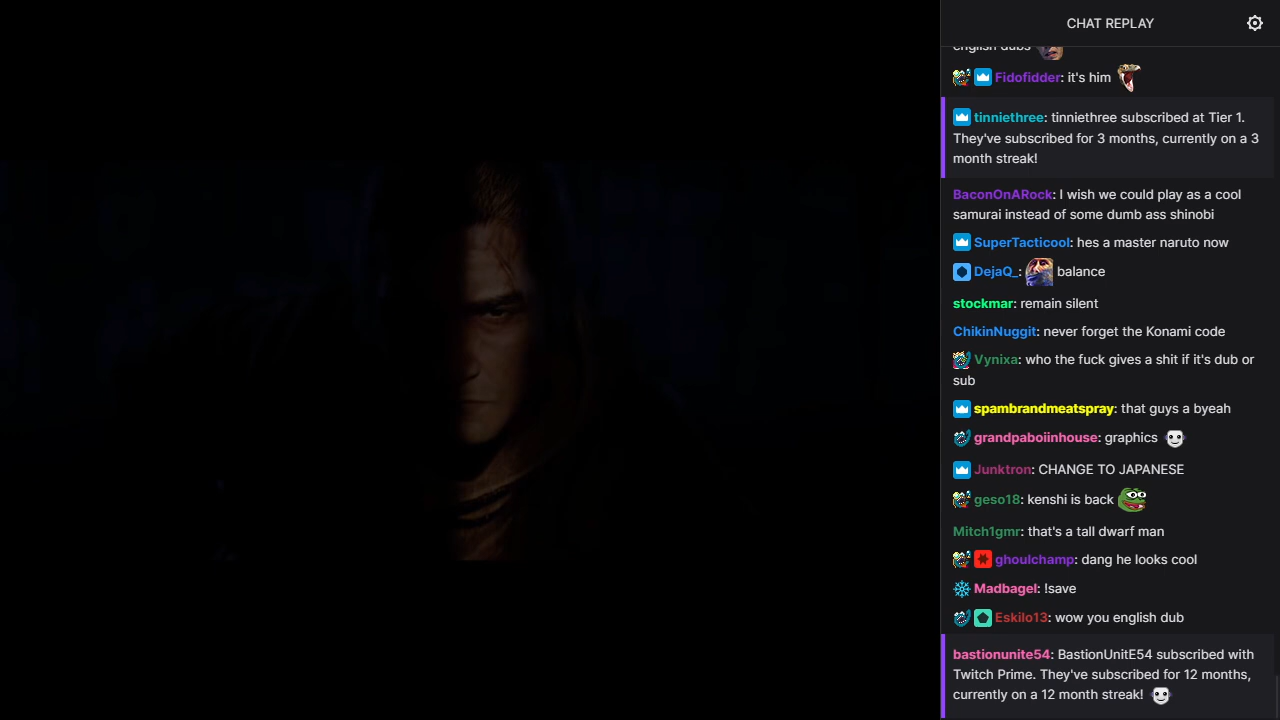 CHAT REPLAY
english dubs
Fidofidder: it's him
tinniethree: tinniethree subscribed at Tier 1.
They've subscribed for 3 months, currently on a 3
month streak!
BaconOnARock: I wish we could play as a cool
samurai instead of some dumb ass shinobi
SuperTacticool: hes a master naruto now
DejaQ_: balance
stockmar: remain silent
ChikinNuggit: never forget the Konami code
Vynixa: who the fuck gives a shit if it's dub or
sub
spambrandmeatspray: that guys a byeah
grandpaboiinhouse: graphics
Junktron: CHANGE TO JAPANESE
geso18: kenshi is back
Mitch1gmr: that's a tall dwarf man
ghoulchamp: dang he looks cool
Madbagel: !save
Eskilo13: wow you english dub
bastionunite54: BastionUnitE54 subscribed with
Twitch Prime. They've subscribed for 12 months,
currently on a 12 month streak!